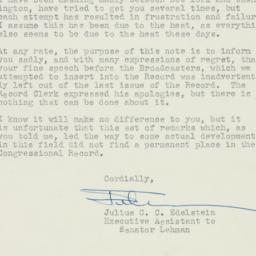 ington, have tried to get you several times, but
each attempt has resulted in frustration and failur
I assume this has been due to the heat, as everythi
else seems to be due to the heat these days.
At any rate, the purpose of this note is to inform
you sadly, and with many expressions of regret, tha
your fine speech before the Broadcasters, which we
attempted to insert into the Record was inadvertent
ly left out of the last issue of the Record. The
Record Clerk expressed his apologies, but there is
nothing that can be done about it.
I know it will make no difference to you, but it
is unfortunate that this set of remarks which, as
you told me, led the way to some actual development
in this field did not find a permanent place in the
Congressional Record.
Cordially,
Julius C. C. Edelstein
Executive Assistant to
Senator Lehman